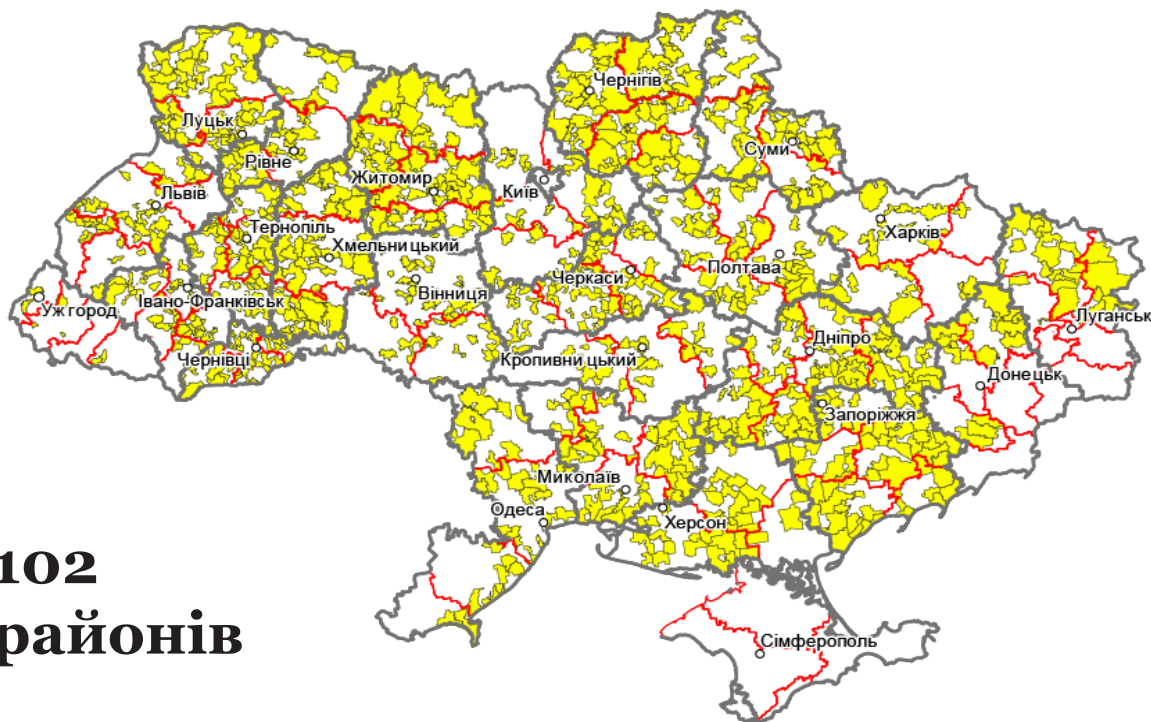 Чернігів
Луцьк
Рівне
Суми
Житомир
Київ
Львів
Тернопіль
Хмельницький
Харків
Полтава
Черкаси
Вінниця
Івано-Франківськ
Ужгород
Луганськ
Чернівці
Кропивницький
Дніпро
Донецьк
Запоріжжя
Миколаїв
Одеса
Херсон
102
районів
Сімферополь